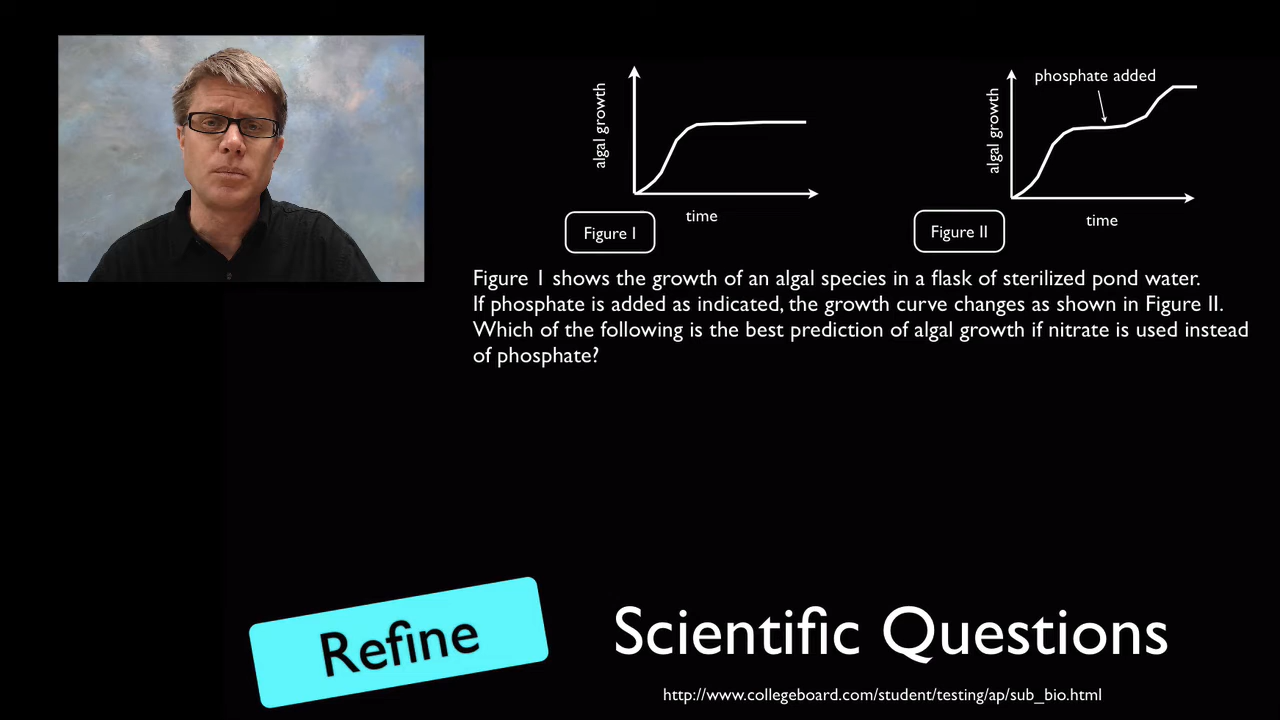 algal growth
time
Figure I
phosphate added
algal growth
time
Figure II
Figure 1 shows the growth of an algal species in a flask of sterilized pond water.
If phosphate is added as indicated, the growth curve changes as shown in Figure II.
Which of the following is the best prediction of algal growth if nitrate is used instead
of phosphate?
Refine
Scientific Questions
http://www.collegeboard.com/student/testing/ap/sub_bio.html